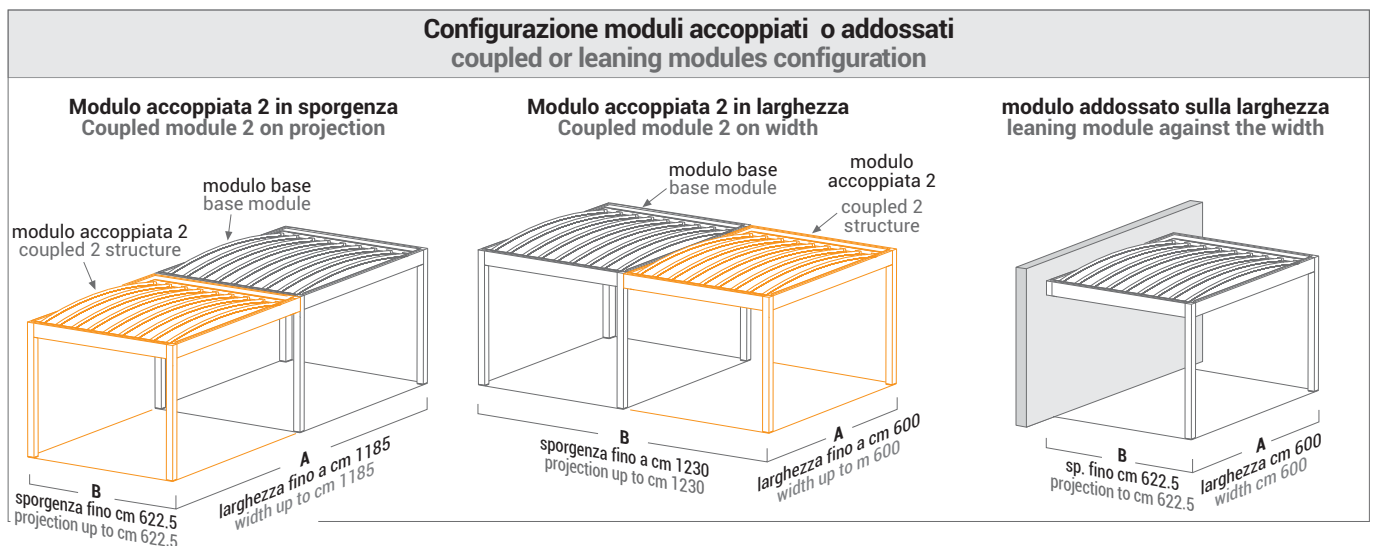 Configurazione moduli accoppiati o addossati
coupled or leaning modules configuration
Modulo accoppiata 2 in sporgenza
Coupled module 2 on projection
modulo base
base module
modulo accoppiata 2
coupled 2 structure
A
larghezza fino a cm 1185
width up to cm 1185
B
sporgenza fino cm 622.5
projection up to cm 622.5
Modulo accoppiata 2 in larghezza
Coupled module 2 on width
modulo base
base module
modulo
accoppiata 2
coupled 2
structure
B
sporgenza fino a cm 1230
projection up to cm 1230
A
larghezza fino a cm 600
width up to m 600
modulo addossato sulla larghezza
leaning module against the width
B
sp. fino cm 622.5
projection to cm 622.5
A
larghezza cm 600
width cm 600